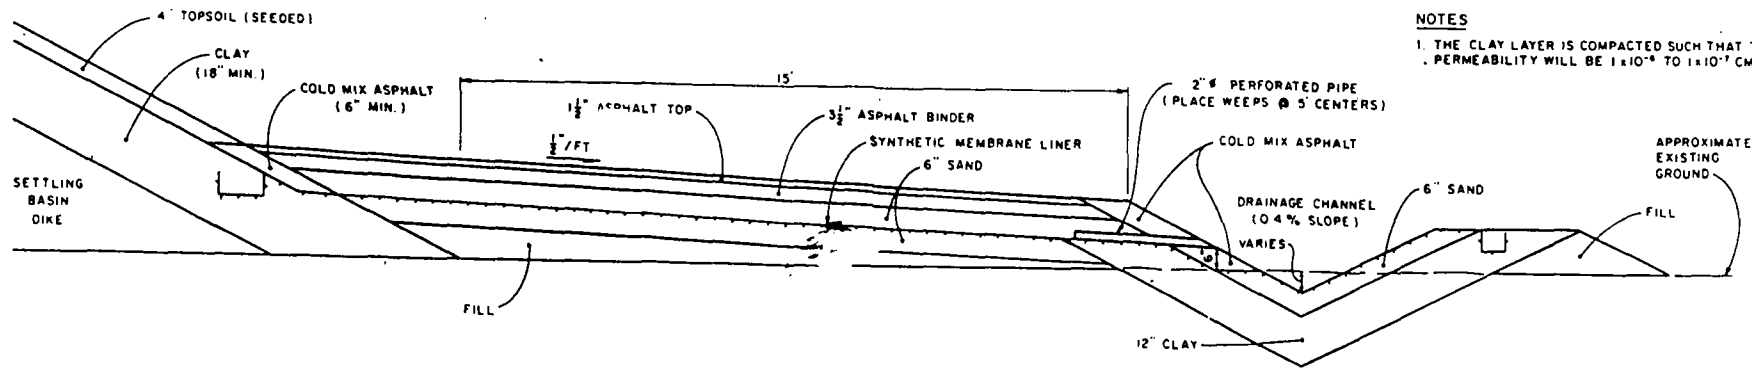 4" TOPSOIL (SEEDED)
CLAY
(18" MIN.)
COLD MIX ASPHALT
(6" MIN.)
15'
1½" ASPHALT TOP
½"/FT
3½" ASPHALT BINDER
SYNTHETIC MEMBRANE LINER
6" SAND
2" ø PERFORATED PIPE
(PLACE WEEPS @ 5' CENTERS)
COLD MIX ASPHALT
DRAINAGE CHANNEL
(0.4% SLOPE)
VARIES
6"
6" SAND
FILL
APPROXIMATE
EXISTING
GROUND
SETTLING
BASIN
DIKE
FILL
12" CLAY
NOTES
1. THE CLAY LAYER IS COMPACTED SUCH THAT
PERMEABILITY WILL BE 1x10⁻⁶ TO 1x10⁻⁷ CM